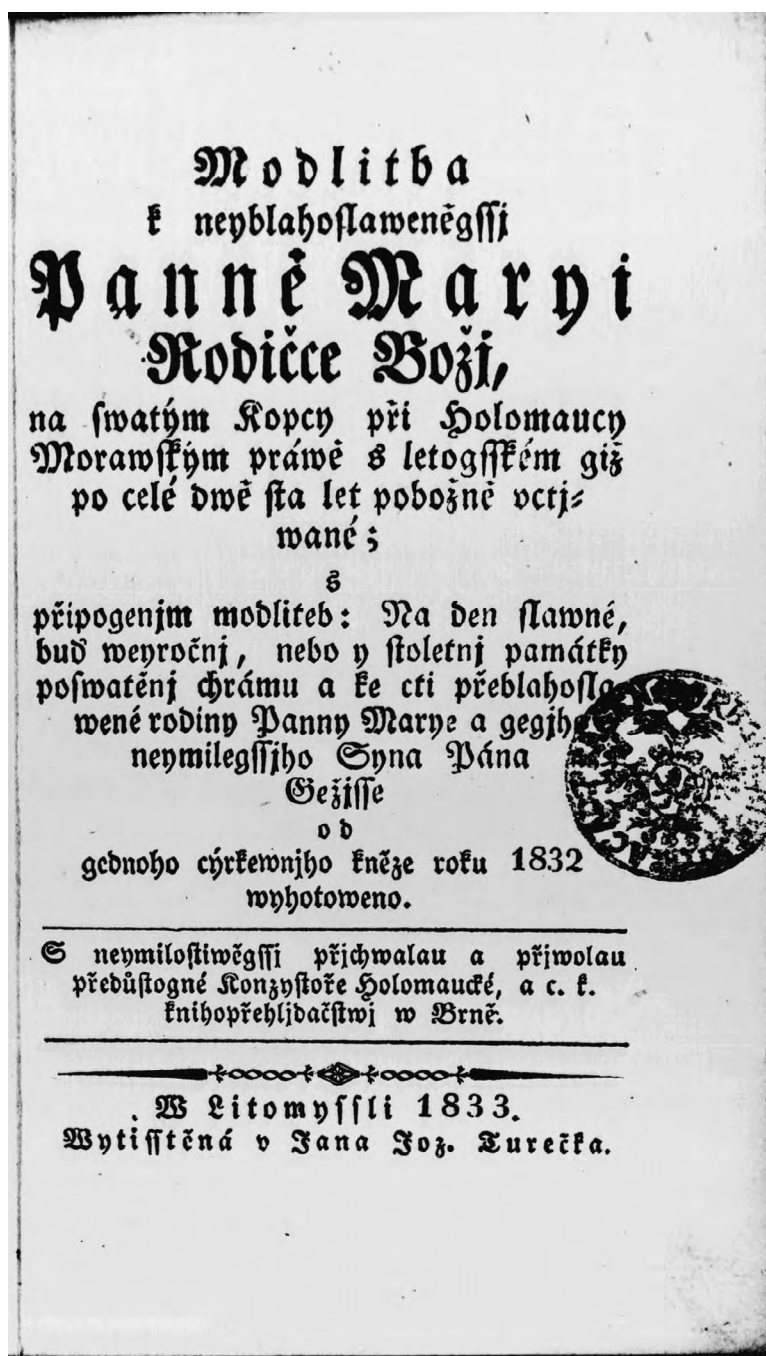 Modlitba
k neyblahoslaweněgssj
Panně Maryi
Rodičce Božj,
na swatým Kopcy při Holomaucy
Morawským práwě s letogsském giž
po celé dwě sta let pobožně vctj-
wané;
s
připogenjm modliteb: Na den slawné,
buď weyročnj, nebo y stoletnj památky
poswatěnj chrámu a ke cti přeblahosla-
wené rodiny Panny Marye a gegjho
neymilegssjho Syna Pána
Gežjsse
od
gednoho cýrkewnjho kněze roku 1832
wyhotoweno.
S neymilostiwěgssj přjchwalau a přjwolau
předůstogné Konzystoře Holomaucké, a c. k.
knihopřehljdačstwj w Brně.
W Litomyssli 1833.
Wytisstěná v Jana Joz. Turečka.